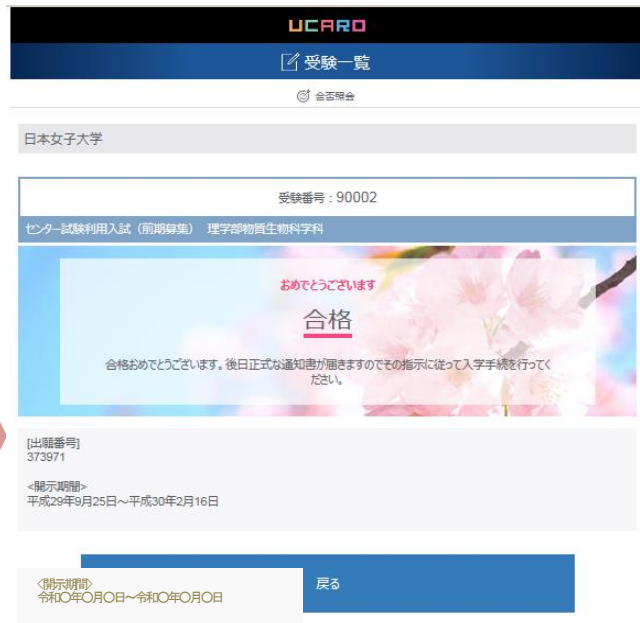 UCARO
受験一覧
合否照会
日本女子大学
受験番号 : 90002
センター試験利用入試（前期募集） 理学部物質生物科学科
おめでとうございます
合格
合格おめでとうございます。後日正式な通知書が届きますのでその指示に従って入学手続を行ってく
ださい。
[出願番号]
373971
<開示期間>
平成29年9月25日～平成30年2月16日
戻る
〈開示期間〉
令和〇年〇月〇日～令和〇年〇月〇日